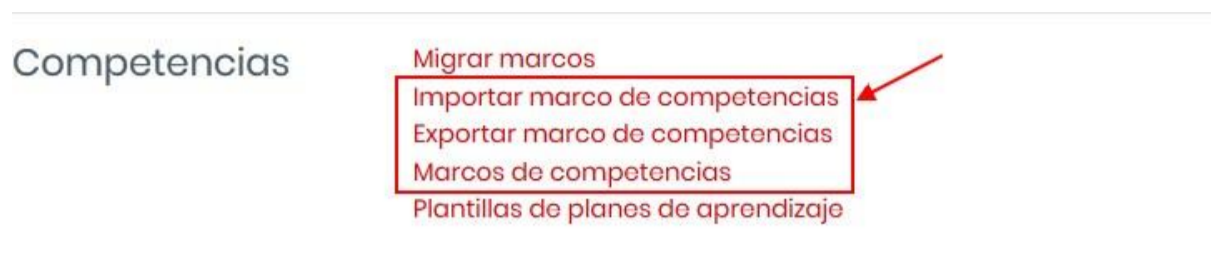 Competencias
Migrar marcos
Importar marco de competencias
Exportar marco de competencias
Marcos de competencias
Plantillas de planes de aprendizaje